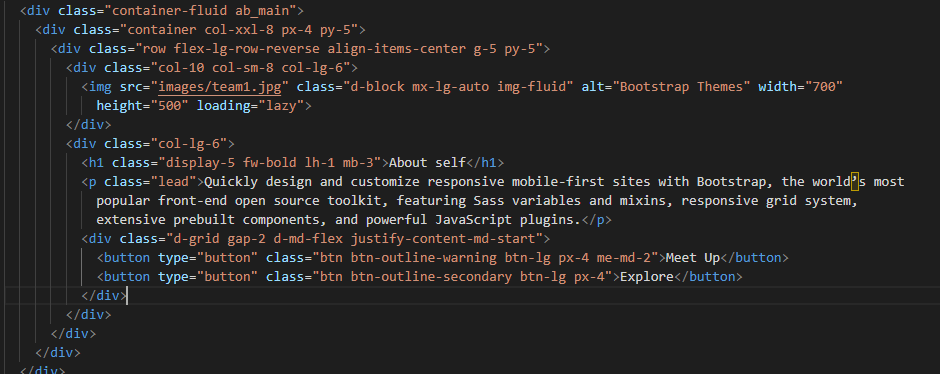 <div class="container-fluid ab_main">
<div class="container col-xxl-8 px-4 py-5">
<div class="row flex-lg-row-reverse align-items-center g-5 py-5">
<div class="col-10 col-sm-8 col-lg-6">
<img src="images/team1.jpg" class="d-block mx-lg-auto img-fluid" alt="Bootstrap Themes" width="700"
height="500" loading="lazy">
</div>
<div class="col-lg-6">
<h1 class="display-5 fw-bold lh-1 mb-3">About self</h1>
<p class="lead">Quickly design and customize responsive mobile-first sites with Bootstrap, the world’s most
popular front-end open source toolkit, featuring Sass variables and mixins, responsive grid system,
extensive prebuilt components, and powerful JavaScript plugins.</p>
<div class="d-grid gap-2 d-md-flex justify-content-md-start">
<button type="button" class="btn btn-outline-warning btn-lg px-4 me-md-2">Meet Up</button>
<button type="button" class="btn btn-outline-secondary btn-lg px-4">Explore</button>
</div>
</div>
</div>
</div>
</div>